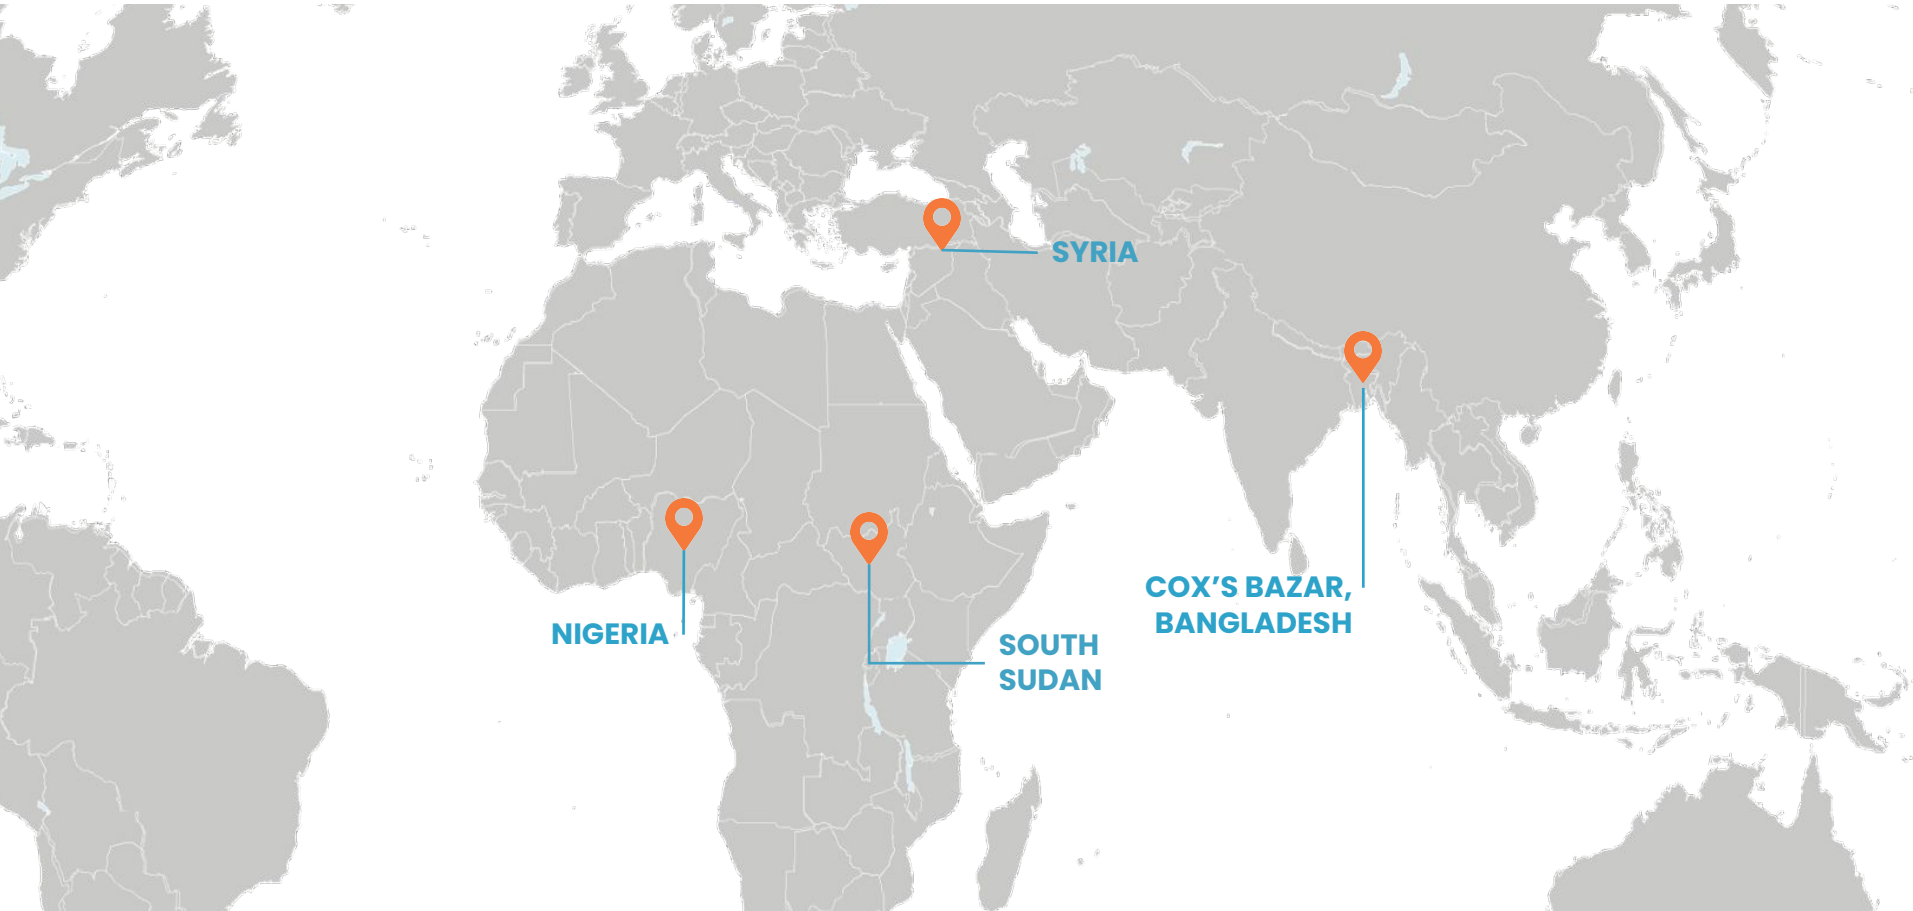 SYRIA
COX’S BAZAR,
BANGLADESH
NIGERIA
SOUTH
SUDAN